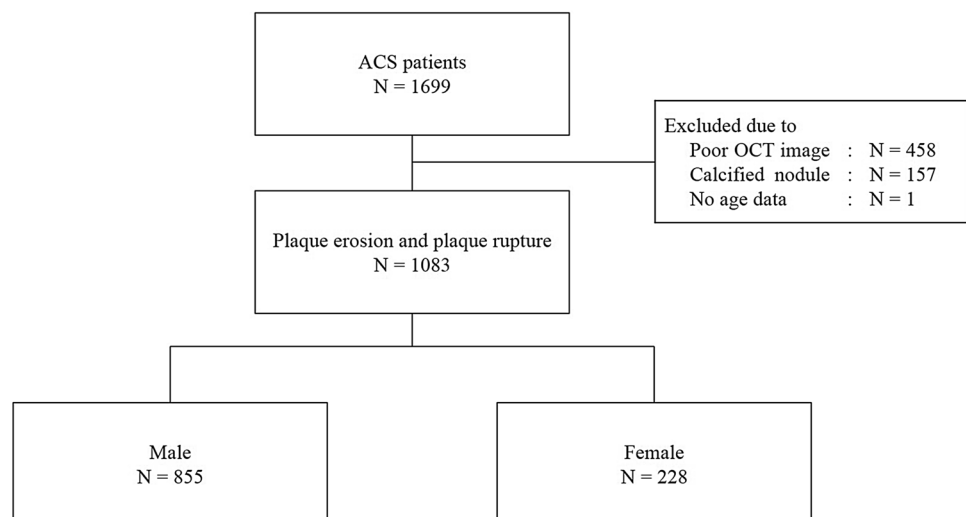 ACS patients
N = 1699
Excluded due to
Poor OCT image : N = 458
Calcified nodule : N = 157
No age data : N = 1
Plaque erosion and plaque rupture
N = 1083
Male
N = 855
Female
N = 228